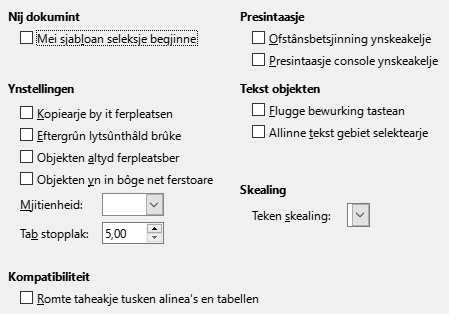 Nij dokumint
Mei sjabloan seleksje begjinne
Ynstellingen
Kopiearje by it ferpleatsen
Eftergrûn lytsûnthâld brûke
Objekten altyd ferpleatsber
Objekten yn in bôge net ferstoare
Mjitienheid:
Tab stopplak: 5,00
Kompatibiliteit
Romte taheakje tusken alinea's en tabellen
Presintaasje
Ofstânsbetsjinning ynskeakelje
Presintaasje console ynskeakelje
Tekst objekten
Flugge bewurking tastean
Allinne tekst gebiet selektearje
Skealing
Teken skealing: